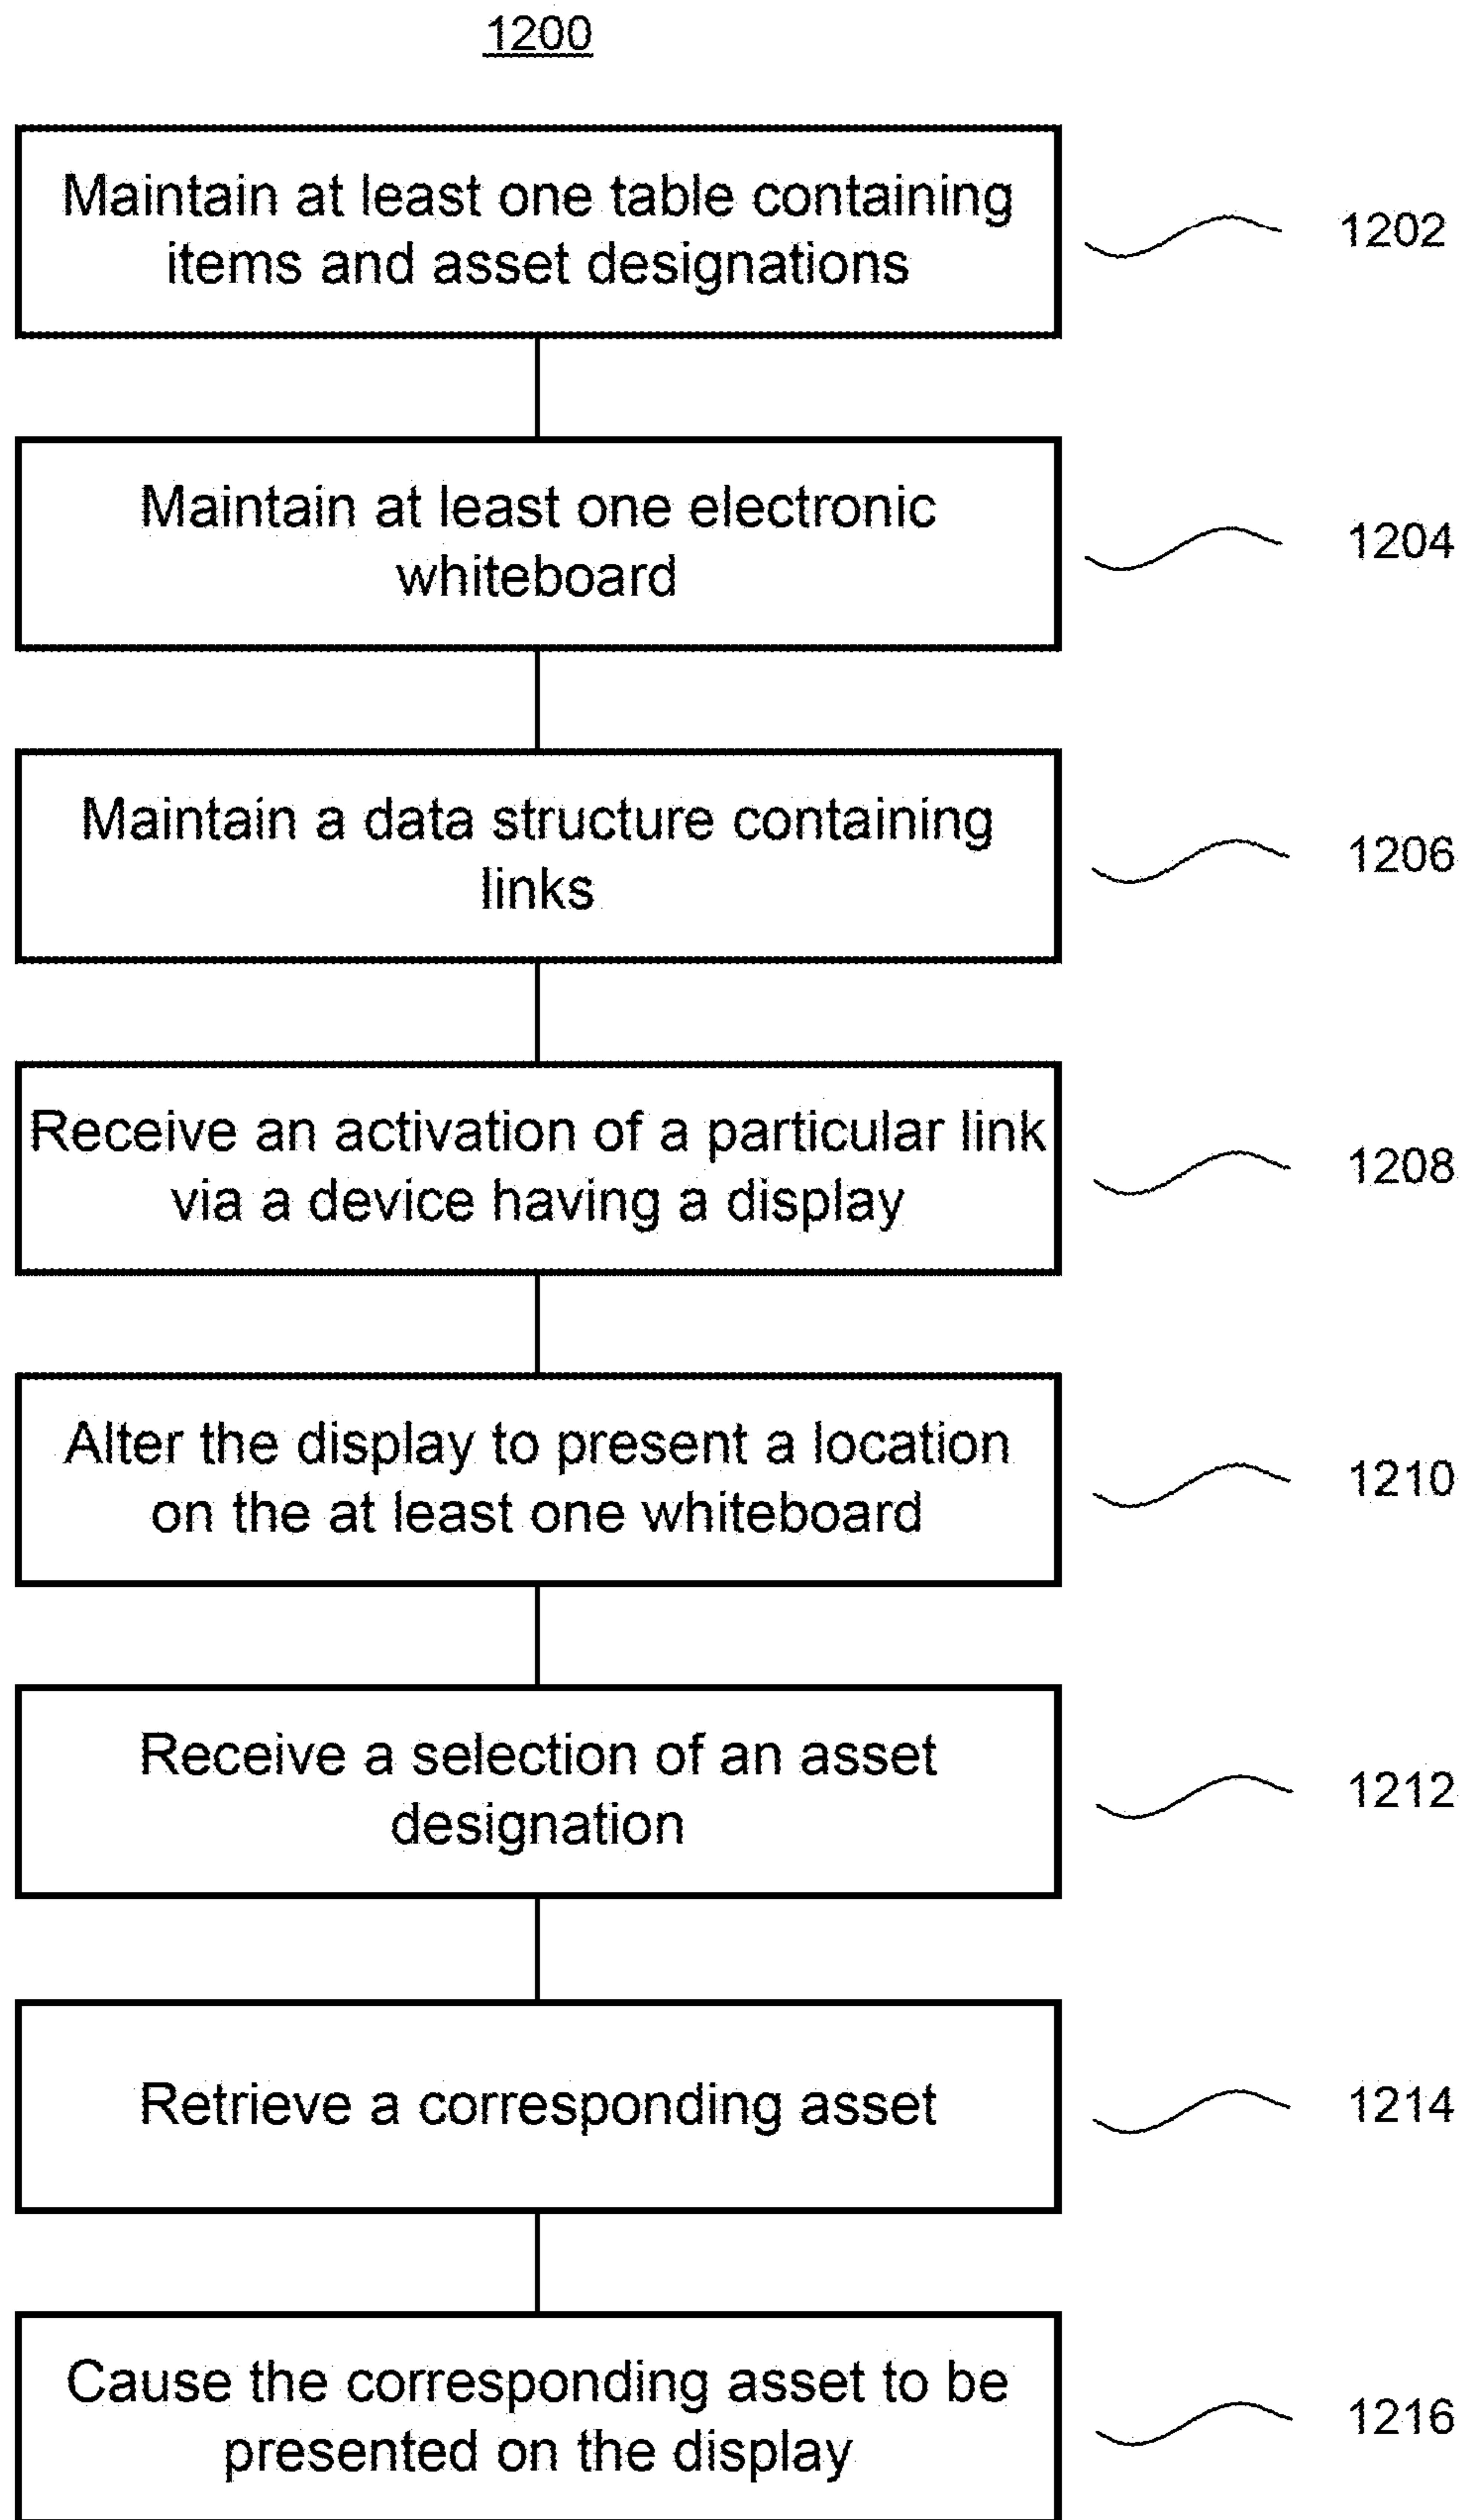 1200
Maintain at least one table containing
items and asset designations
1202
Maintain at least one electronic
whiteboard
1204
Maintain a data structure containing
links
1206
Receive an activation of a particular link
via a device having a display
1208
Alter the display to present a location
on the at least one whiteboard
1210
Receive a selection of an asset
designation
1212
Retrieve a corresponding asset
1214
Cause the corresponding asset to be
presented on the display
1216